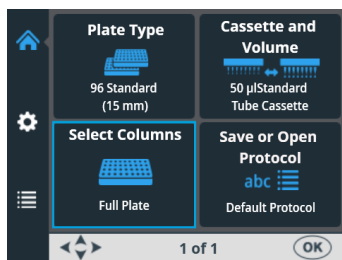 Plate Type
96 Standard
(15 mm)
Cassette and
Volume
50 µlStandard
Tube Cassette
Select Columns
Full Plate
Save or Open
Protocol
abc
Default Protocol
1 of 1
OK